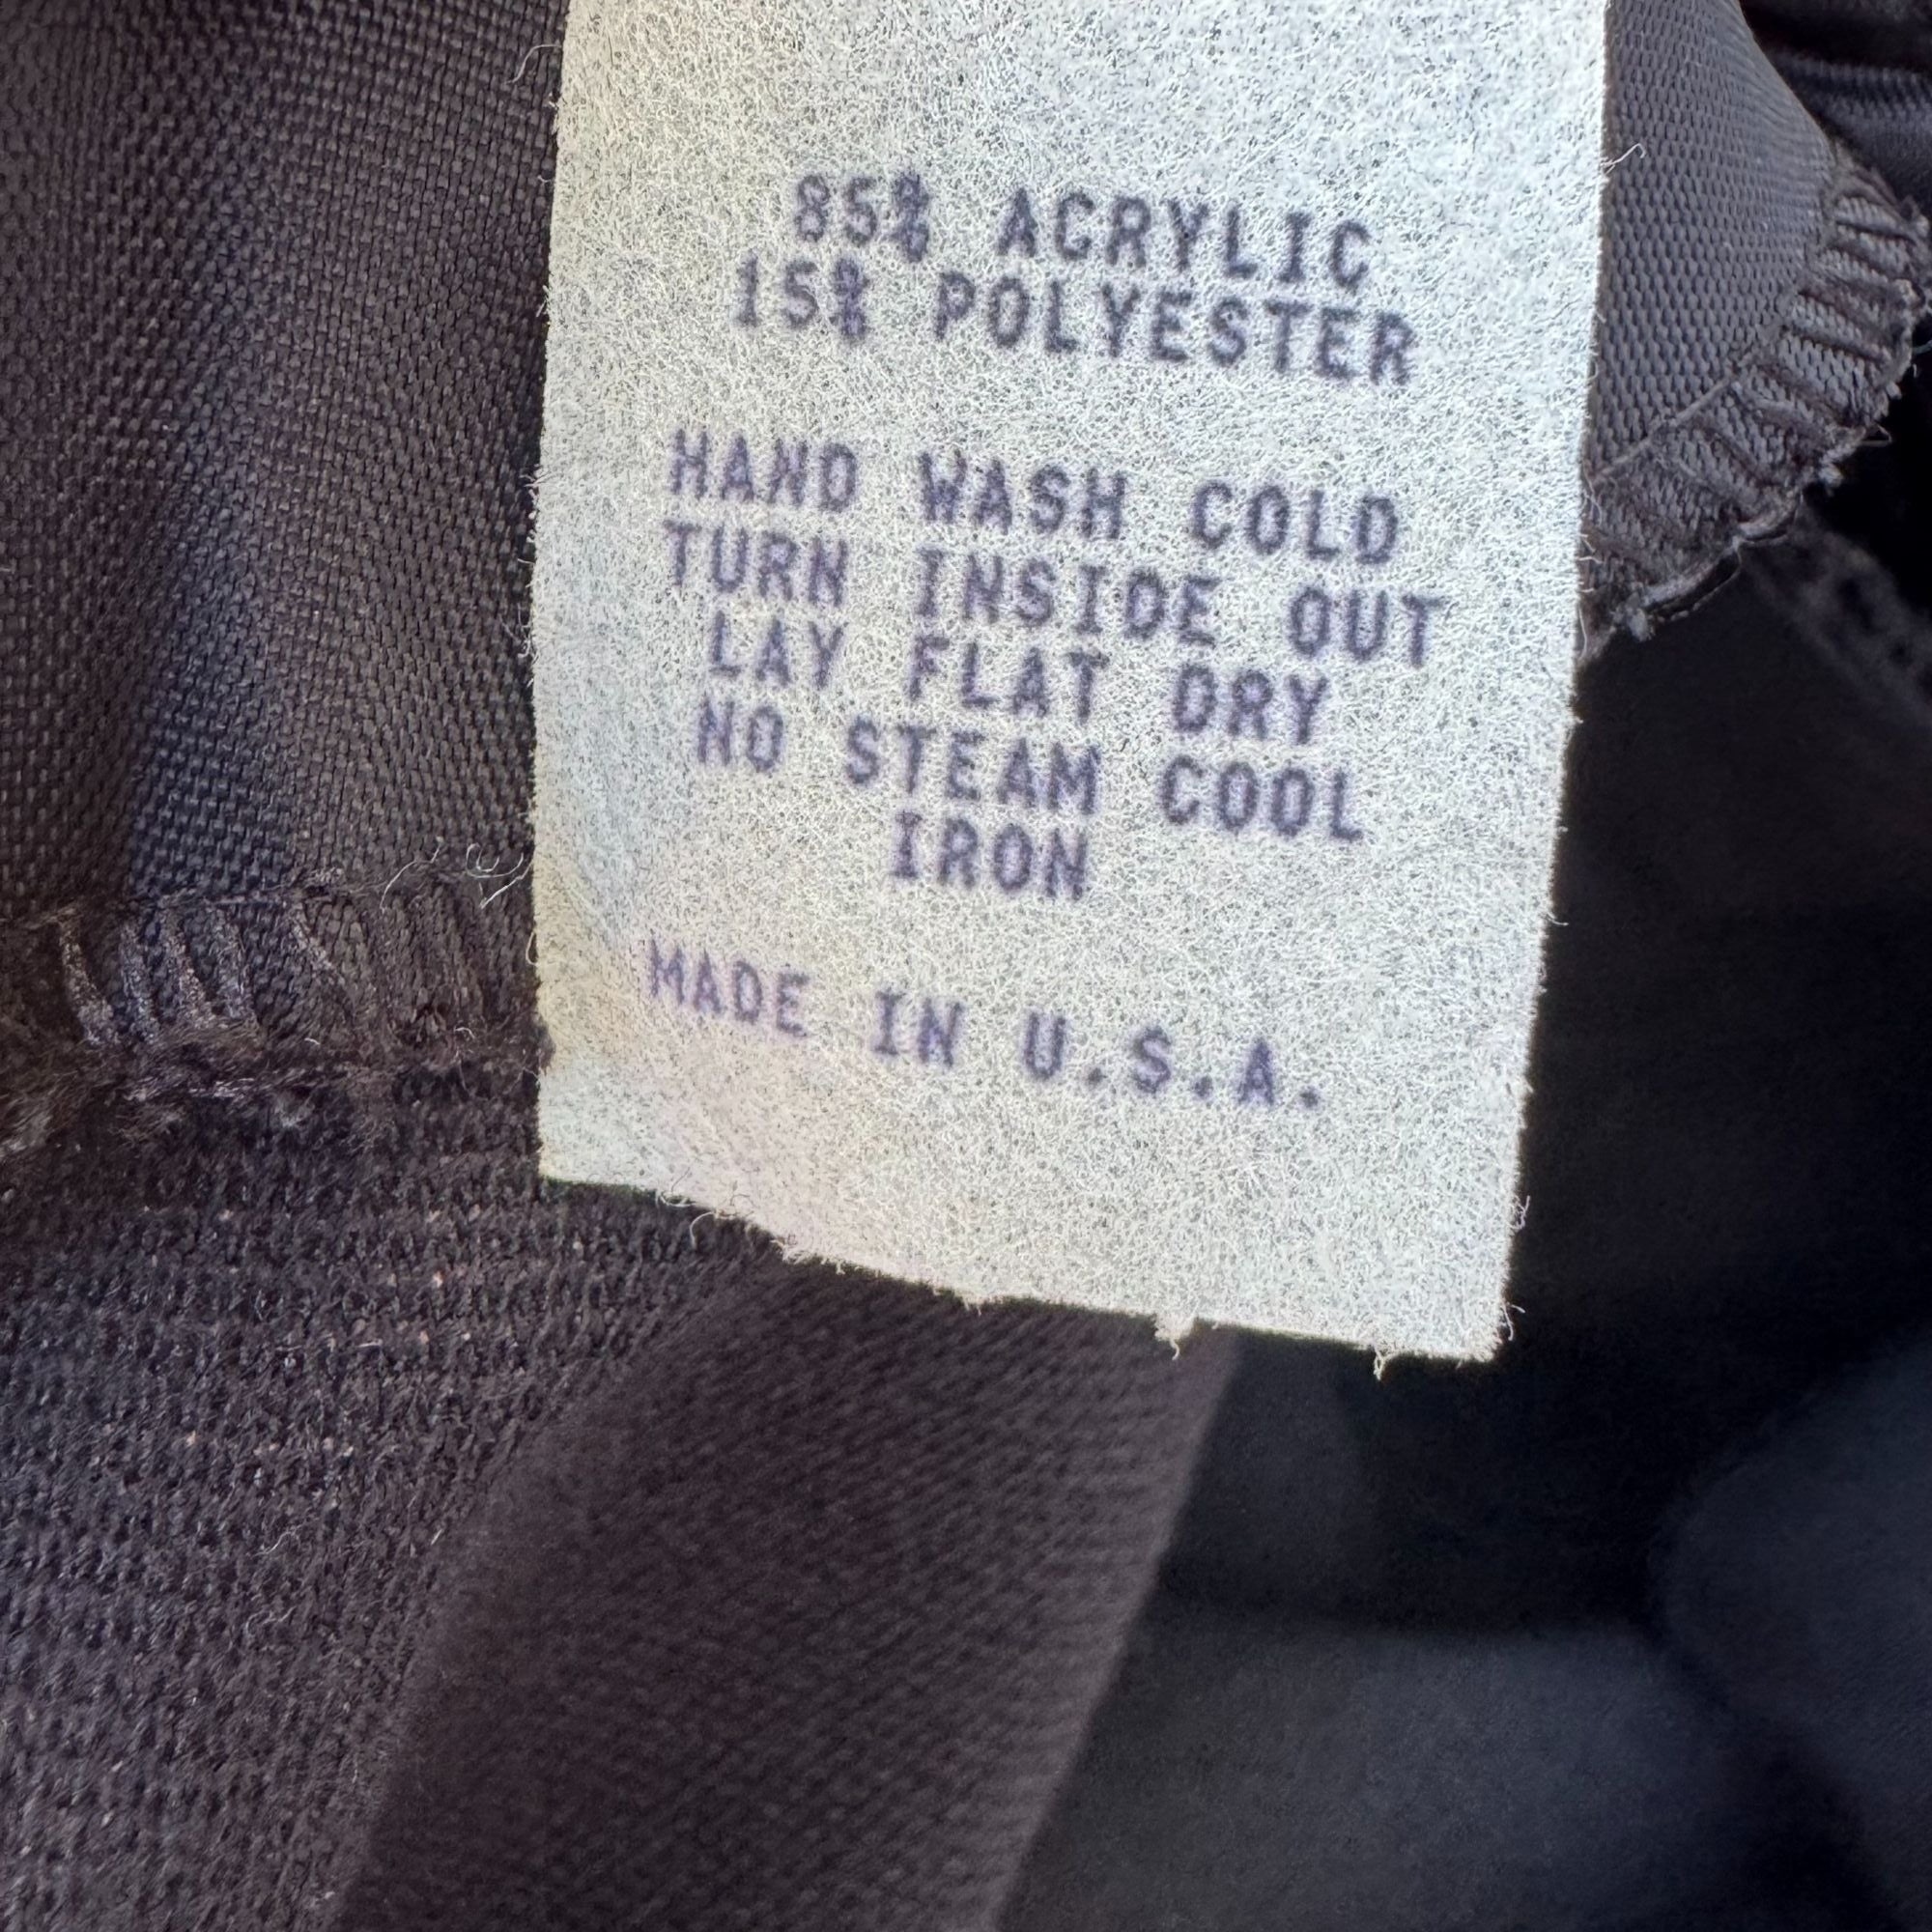 85% ACRYLIC
15% POLYESTER
HAND WASH COLD
TURN INSIDE OUT
LAY FLAT DRY
NO STEAM COOL
IRON
MADE IN U.S.A.